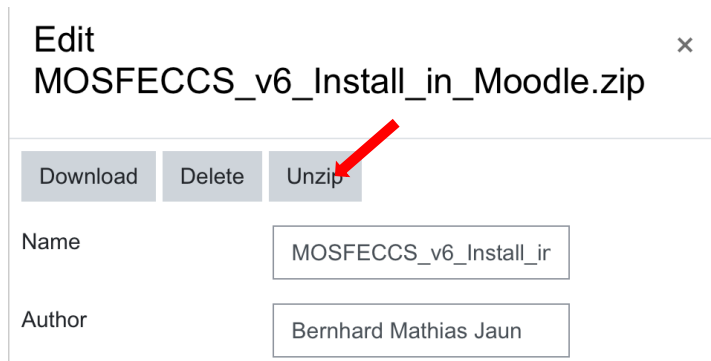 Edit
MOSFECCS_v6_Install_in_Moodle.zip
×
Download Delete Unzip
Name
MOSFECCS_v6_Install_ir
Author
Bernhard Mathias Jaun